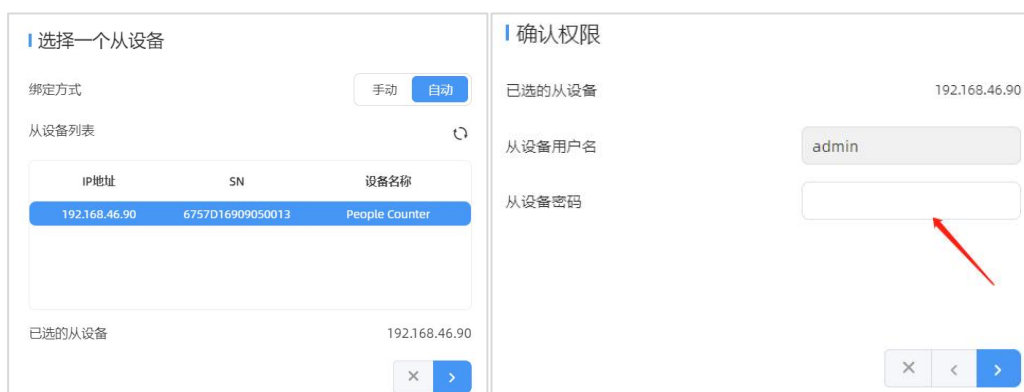 选择一个从设备
绑定方式 手动 自动
从设备列表
IP地址 SN 设备名称
192.168.46.90 6757D16909050013 People Counter
已选的从设备 192.168.46.90
确认权限
已选的从设备 192.168.46.90
从设备用户名 admin
从设备密码